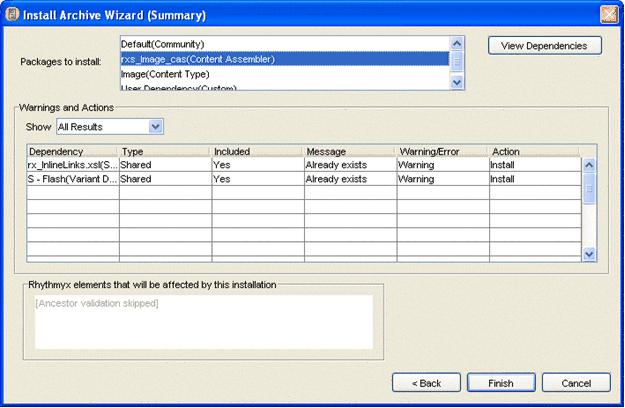 Install Archive Wizard (Summary)
Packages to install:
Default(Community)
rxs_Image_cas(Content Assembler)
Image(Content Type)
User Dependency(Custom)
View Dependencies
Warnings and Actions
Show All Results
Dependency Type Included Message Warning/Error Action
rx_InlineLinks.xsl(S... Shared Yes Already exists Warning Install
S - Flash(Variant D... Shared Yes Already exists Warning Install
Rhythmyx elements that will be affected by this installation
[Ancestor validation skipped]
< Back Finish Cancel